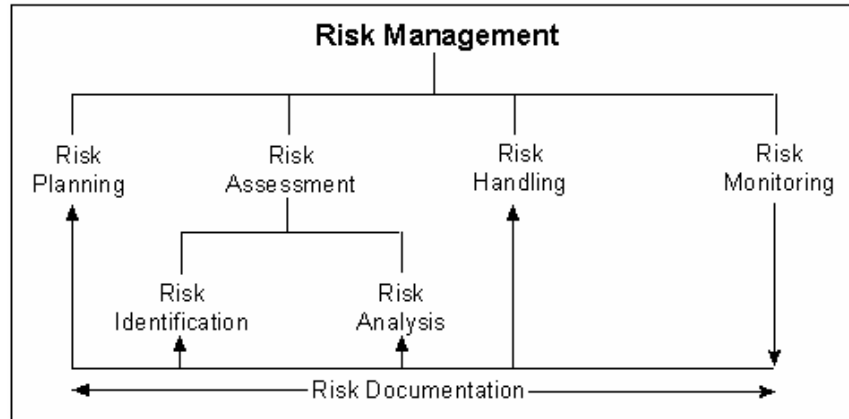 Risk Management
Risk
Planning
Risk
Assessment
Risk
Handling
Risk
Monitoring
Risk
Identification
Risk
Analysis
Risk Documentation